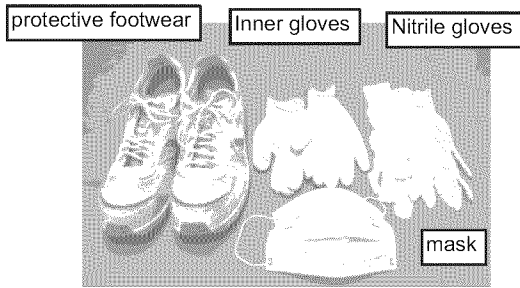 protective footwear
Inner gloves
Nitrile gloves
mask